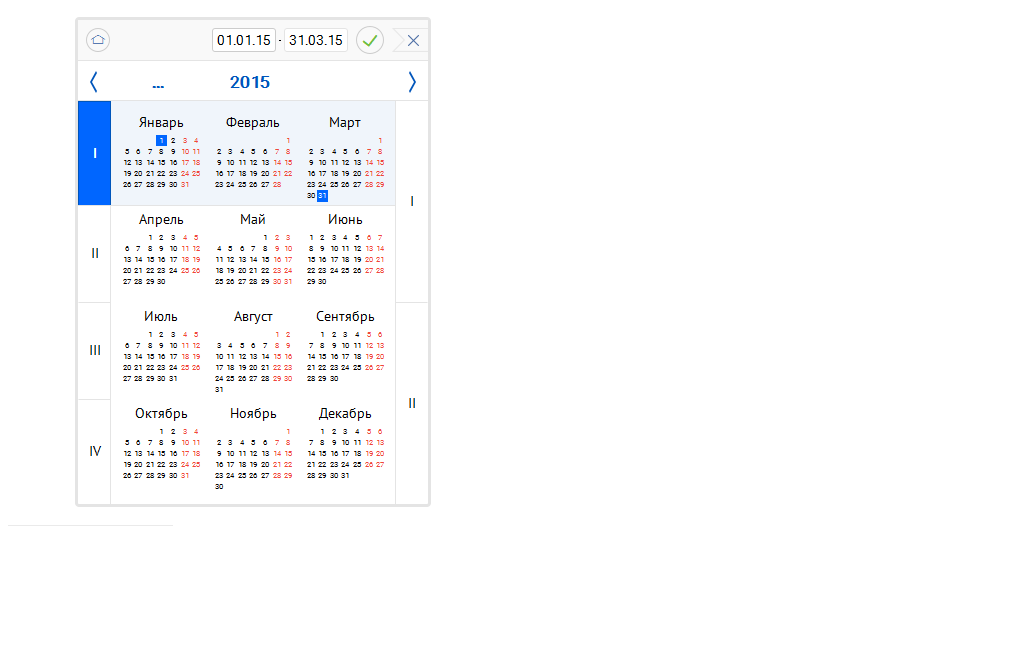 01.01.15 - 31.03.15
... 2015
Январь Февраль Март
1 2 3 4 1 1
5 6 7 8 9 10 11 2 3 4 5 6 7 8 2 3 4 5 6 7 8
I
12 13 14 15 16 17 18 9 10 11 12 13 14 15 9 10 11 12 13 14 15
19 20 21 22 23 24 25 16 17 18 19 20 21 22 16 17 18 19 20 21 22
26 27 28 29 30 31 23 24 25 26 27 28 23 24 25 26 27 28 29
30 31
I
Апрель Май Июнь
1 2 3 4 5 1 2 3 1 2 3 4 5 6 7
6 7 8 9 10 11 12 4 5 6 7 8 9 10 8 9 10 11 12 13 14
II
13 14 15 16 17 18 19 11 12 13 14 15 16 17 15 16 17 18 19 20 21
20 21 22 23 24 25 26 18 19 20 21 22 23 24 22 23 24 25 26 27 28
27 28 29 30 25 26 27 28 29 30 31 29 30
Июль Август Сентябрь
1 2 3 4 5 1 2 1 2 3 4 5 6
6 7 8 9 10 11 12 3 4 5 6 7 8 9 7 8 9 10 11 12 13
III
13 14 15 16 17 18 19 10 11 12 13 14 15 16 14 15 16 17 18 19 20
20 21 22 23 24 25 26 17 18 19 20 21 22 23 21 22 23 24 25 26 27
27 28 29 30 31 24 25 26 27 28 29 30 28 29 30
31
II
Октябрь Ноябрь Декабрь
1 2 3 4 1 1 2 3 4 5 6
5 6 7 8 9 10 11 2 3 4 5 6 7 8 7 8 9 10 11 12 13
IV
12 13 14 15 16 17 18 9 10 11 12 13 14 15 14 15 16 17 18 19 20
19 20 21 22 23 24 25 16 17 18 19 20 21 22 21 22 23 24 25 26 27
26 27 28 29 30 31 23 24 25 26 27 28 29 28 29 30 31
30